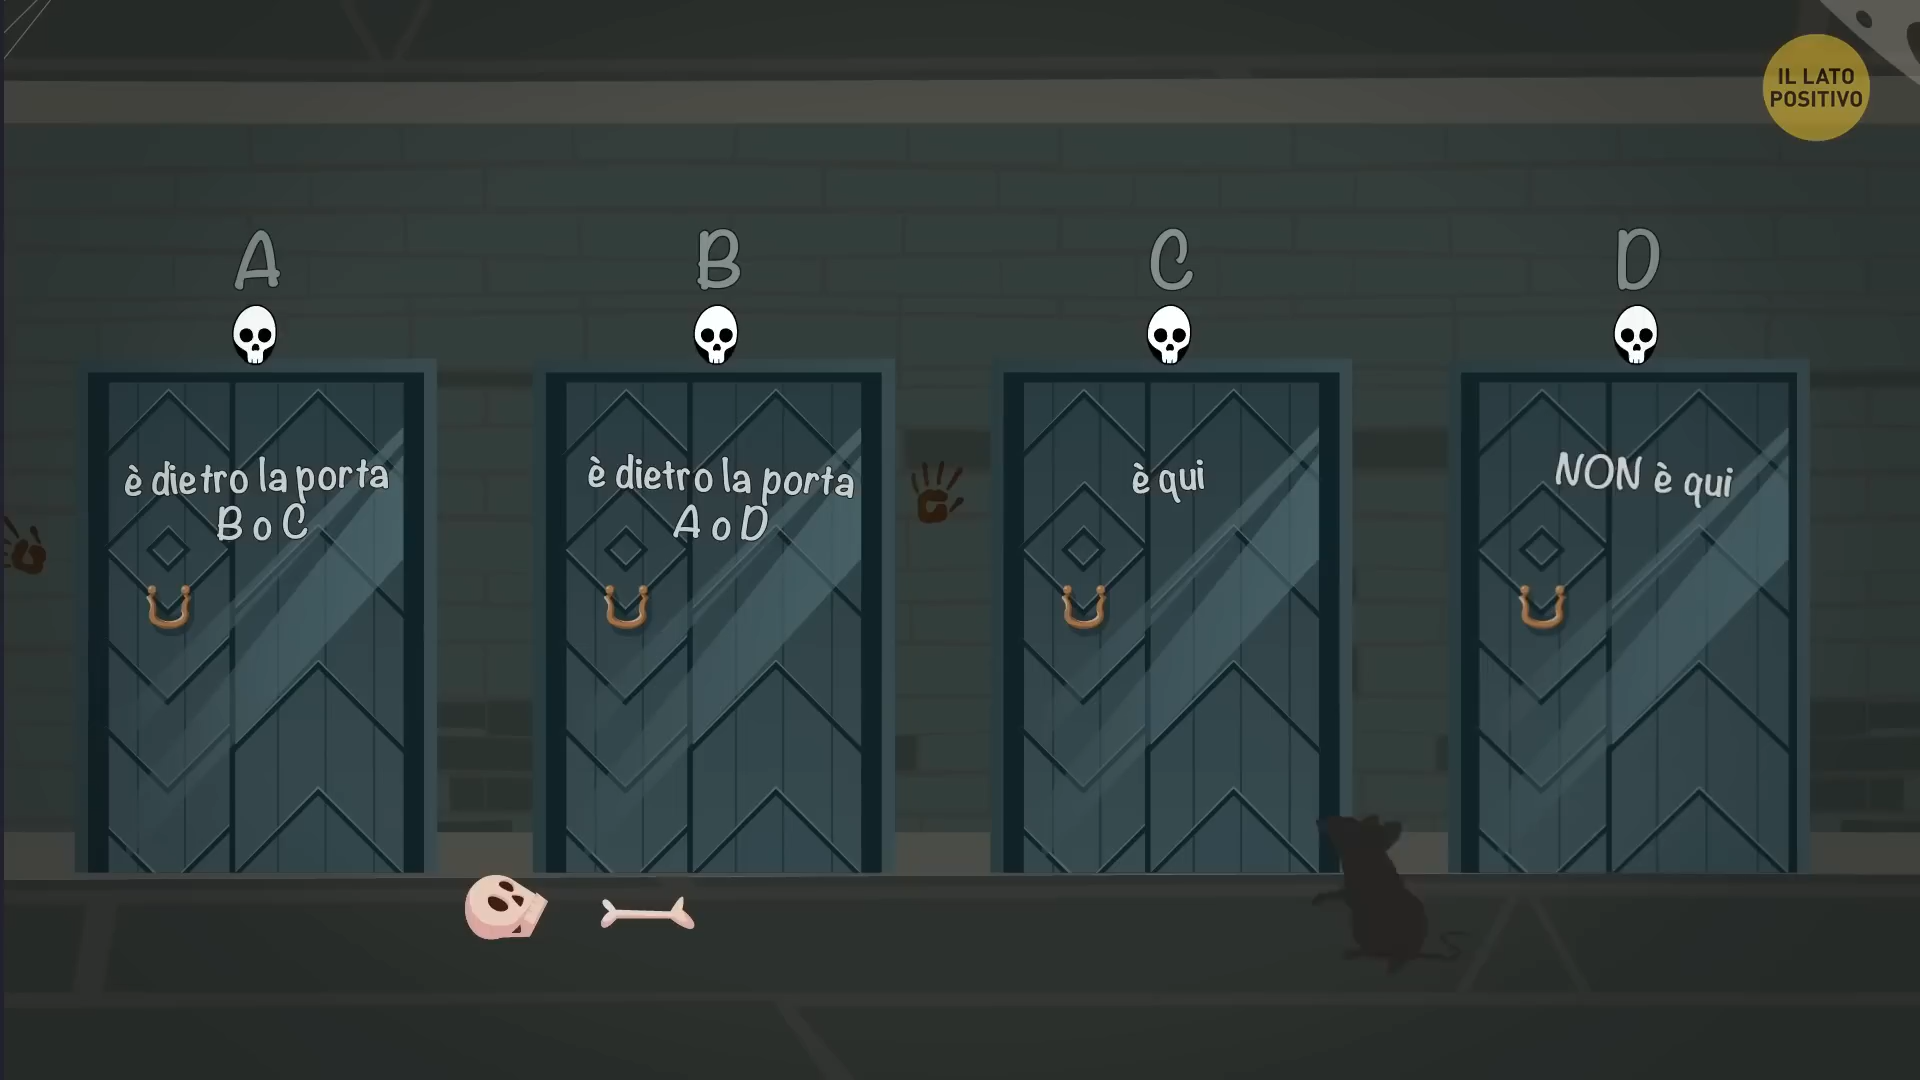 IL LATO
POSITIVO
A
B
C
D
è dietro la porta
B o C
è dietro la porta
A o D
è qui
NON è qui